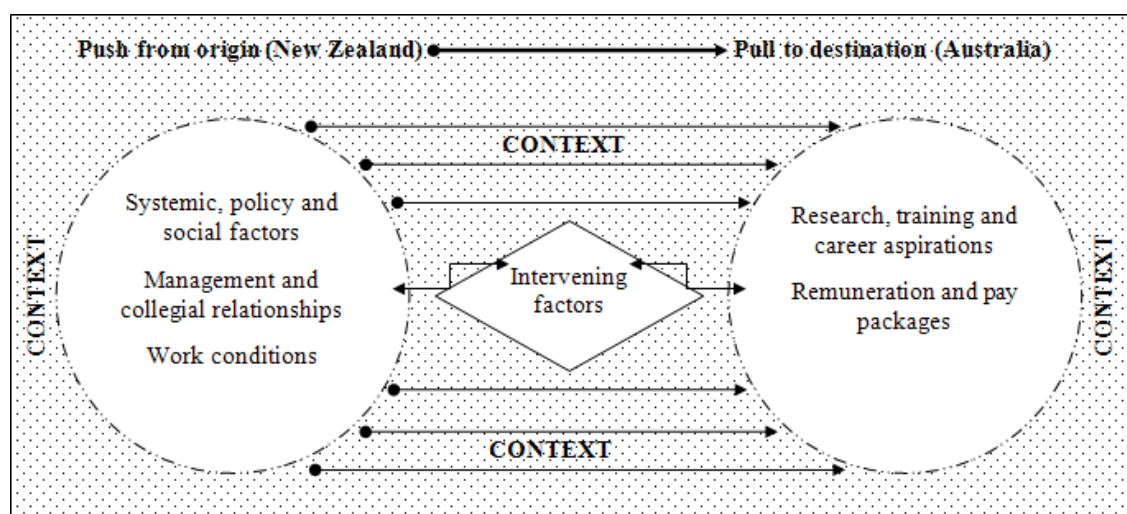 Push from origin (New Zealand)
Pull to destination (Australia)
CONTEXT
CONTEXT
Systemic, policy and
social factors
Management and
collegial relationships
Work conditions
Intervening
factors
Research, training and
career aspirations
Remuneration and pay
packages
CONTEXT
CONTEXT